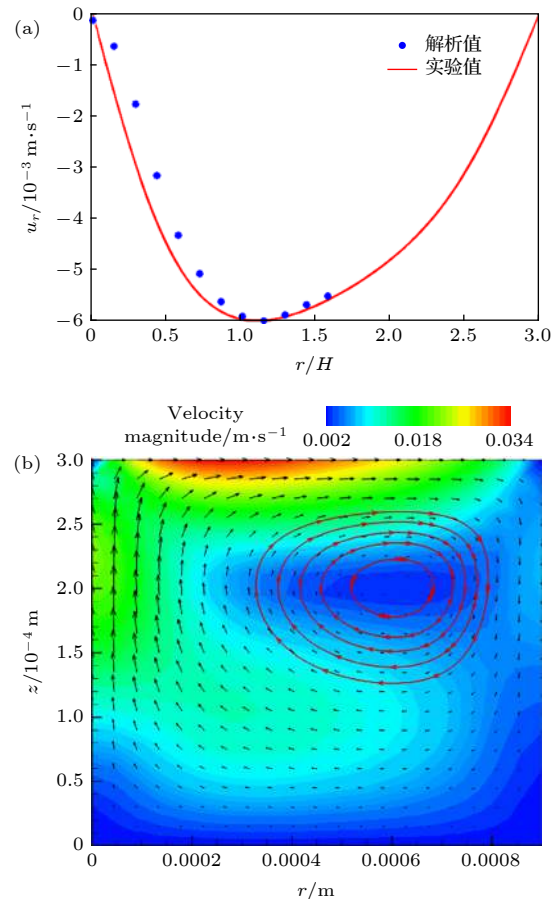 (a)
0
−1
−2
−3
−4
−5
−6
u_r/10⁻³ m·s⁻¹
解析值
实验值
0 0.5 1.0 1.5 2.0 2.5 3.0
r/H
Velocity
magnitude/m·s⁻¹
0.002 0.018 0.034
(b)
3.0
2.5
2.0
1.5
1.0
0.5
0
z/10⁻⁴ m
0 0.0002 0.0004 0.0006 0.0008
r/m